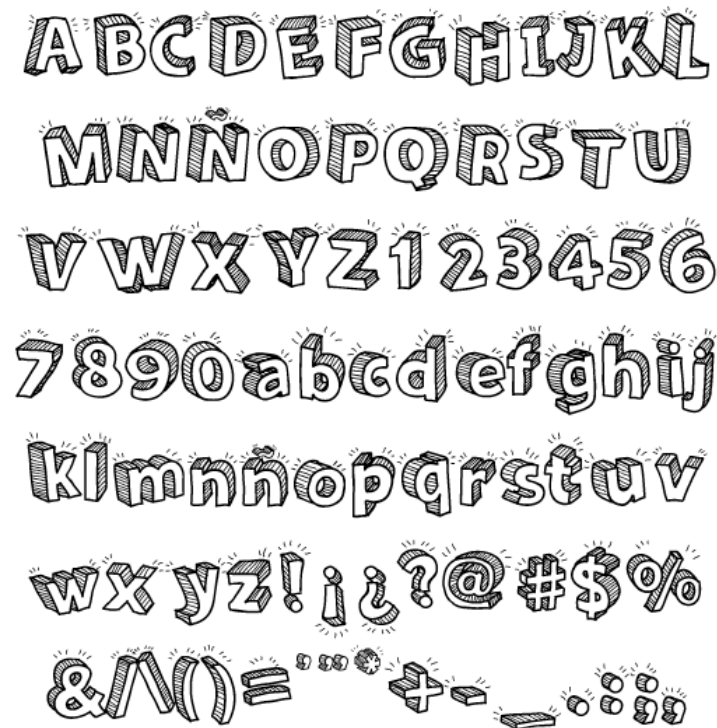 ABCDEFGHIJKL
MNÑOPQRSTU
VWXYZ123456
7890abcdefghij
klmnñopqrstuv
wxyz!¡¿?@#$%
&/\()='"*+-_.:;